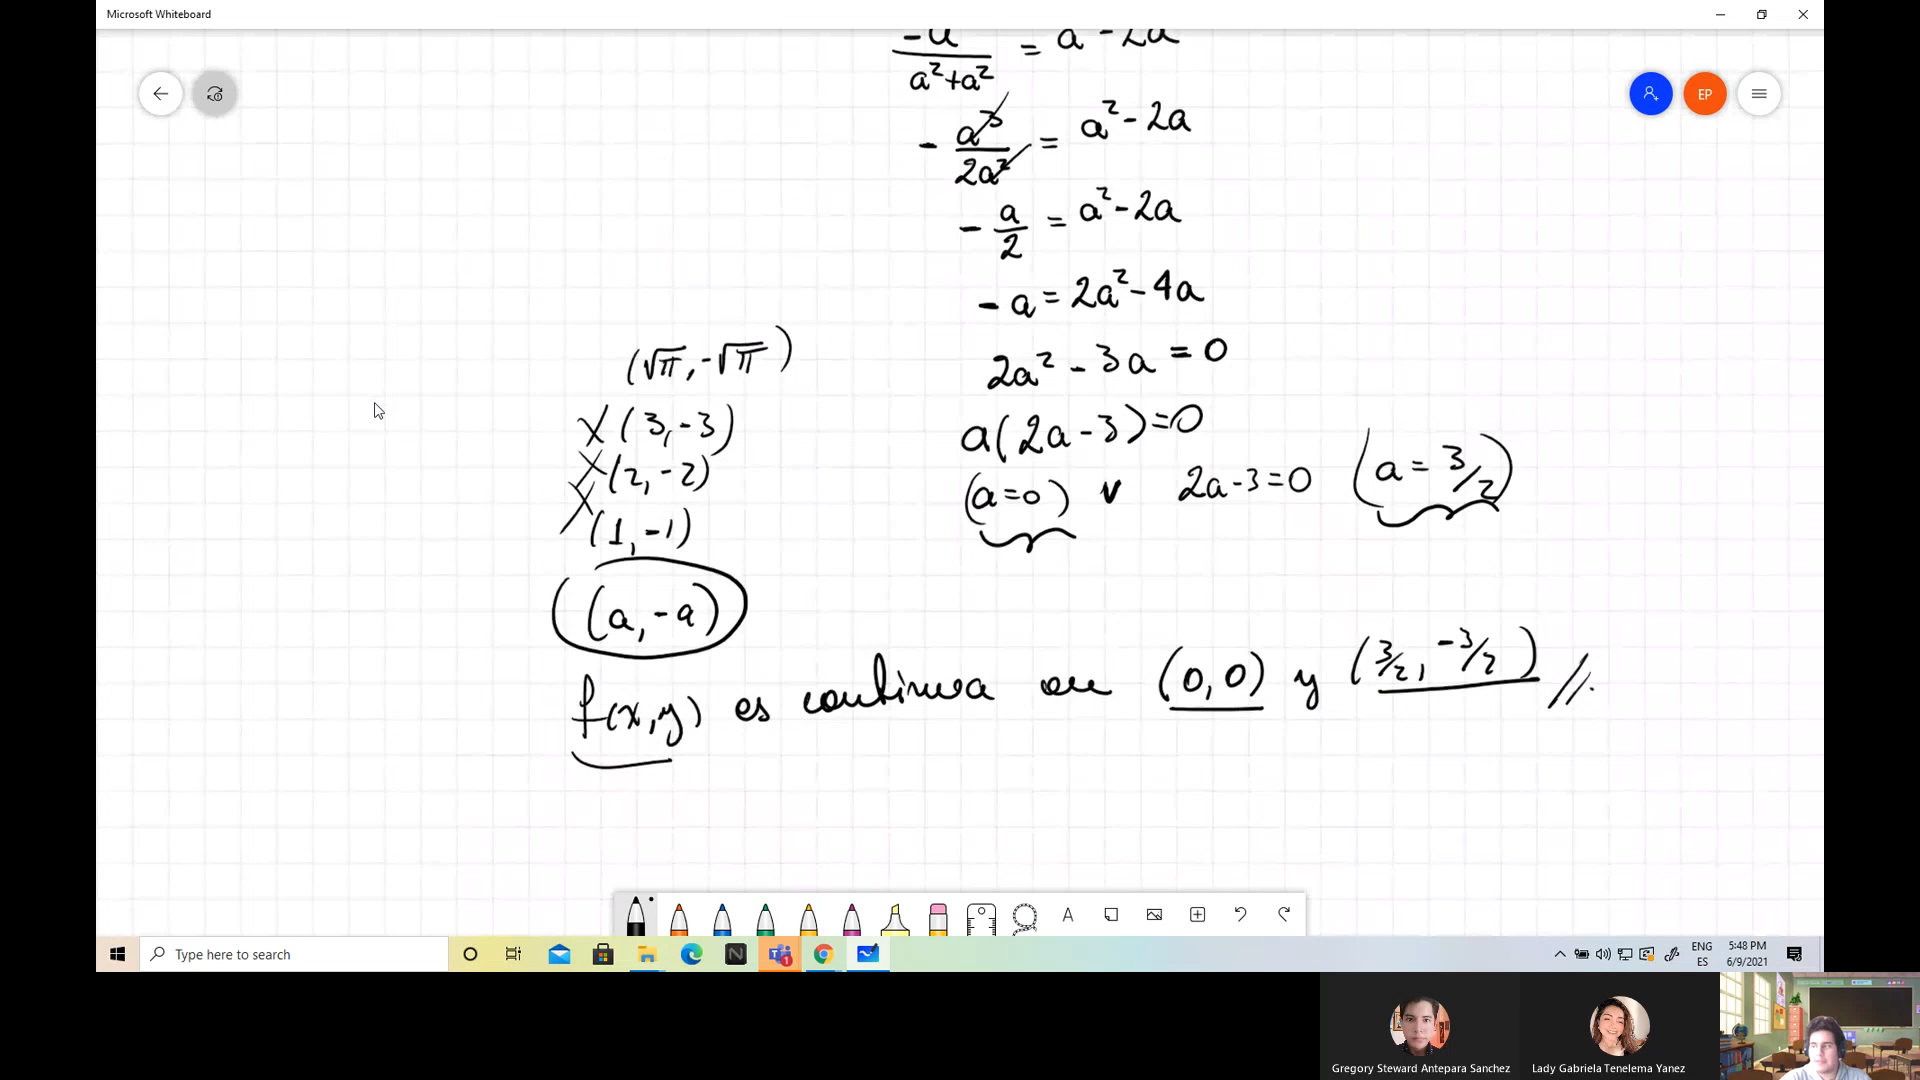 Microsoft Whiteboard
a²+a² = a - 2a
EP
- a³/2a² = a² - 2a
- a/2 = a² - 2a
- a = 2a² - 4a
(√π, -√π)
2a² - 3a = 0
X (3, -3)
a(2a - 3) = 0
X (2, -2)
(a = 0) v 2a - 3 = 0 (a = 3/2)
X (1, -1)
(a, -a)
f(x,y) es continua en (0,0) y (3/2, -3/2) //.
A
Type here to search
ENG
ES
5:48 PM
6/9/2021
Gregory Steward Antepara Sanchez
Lady Gabriela Tenelema Yanez